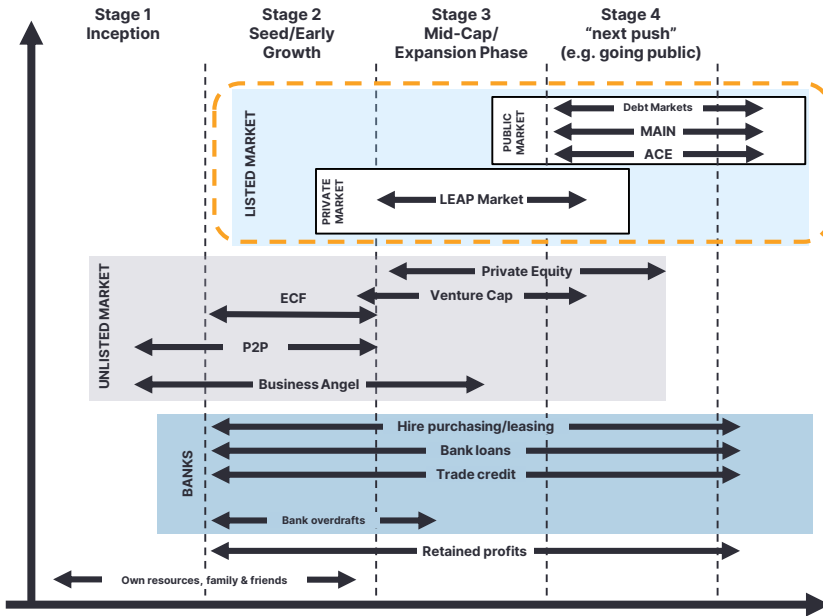 Stage 1
Inception
Stage 2
Seed/Early
Growth
Stage 3
Mid-Cap/
Expansion Phase
Stage 4
“next push”
(e.g. going public)
LISTED MARKET
PUBLIC
MARKET
Debt Markets
MAIN
ACE
PRIVATE
MARKET
LEAP Market
UNLISTED MARKET
Private Equity
Venture Cap
ECF
P2P
Business Angel
BANKS
Hire purchasing/leasing
Bank loans
Trade credit
Bank overdrafts
Retained profits
Own resources, family & friends